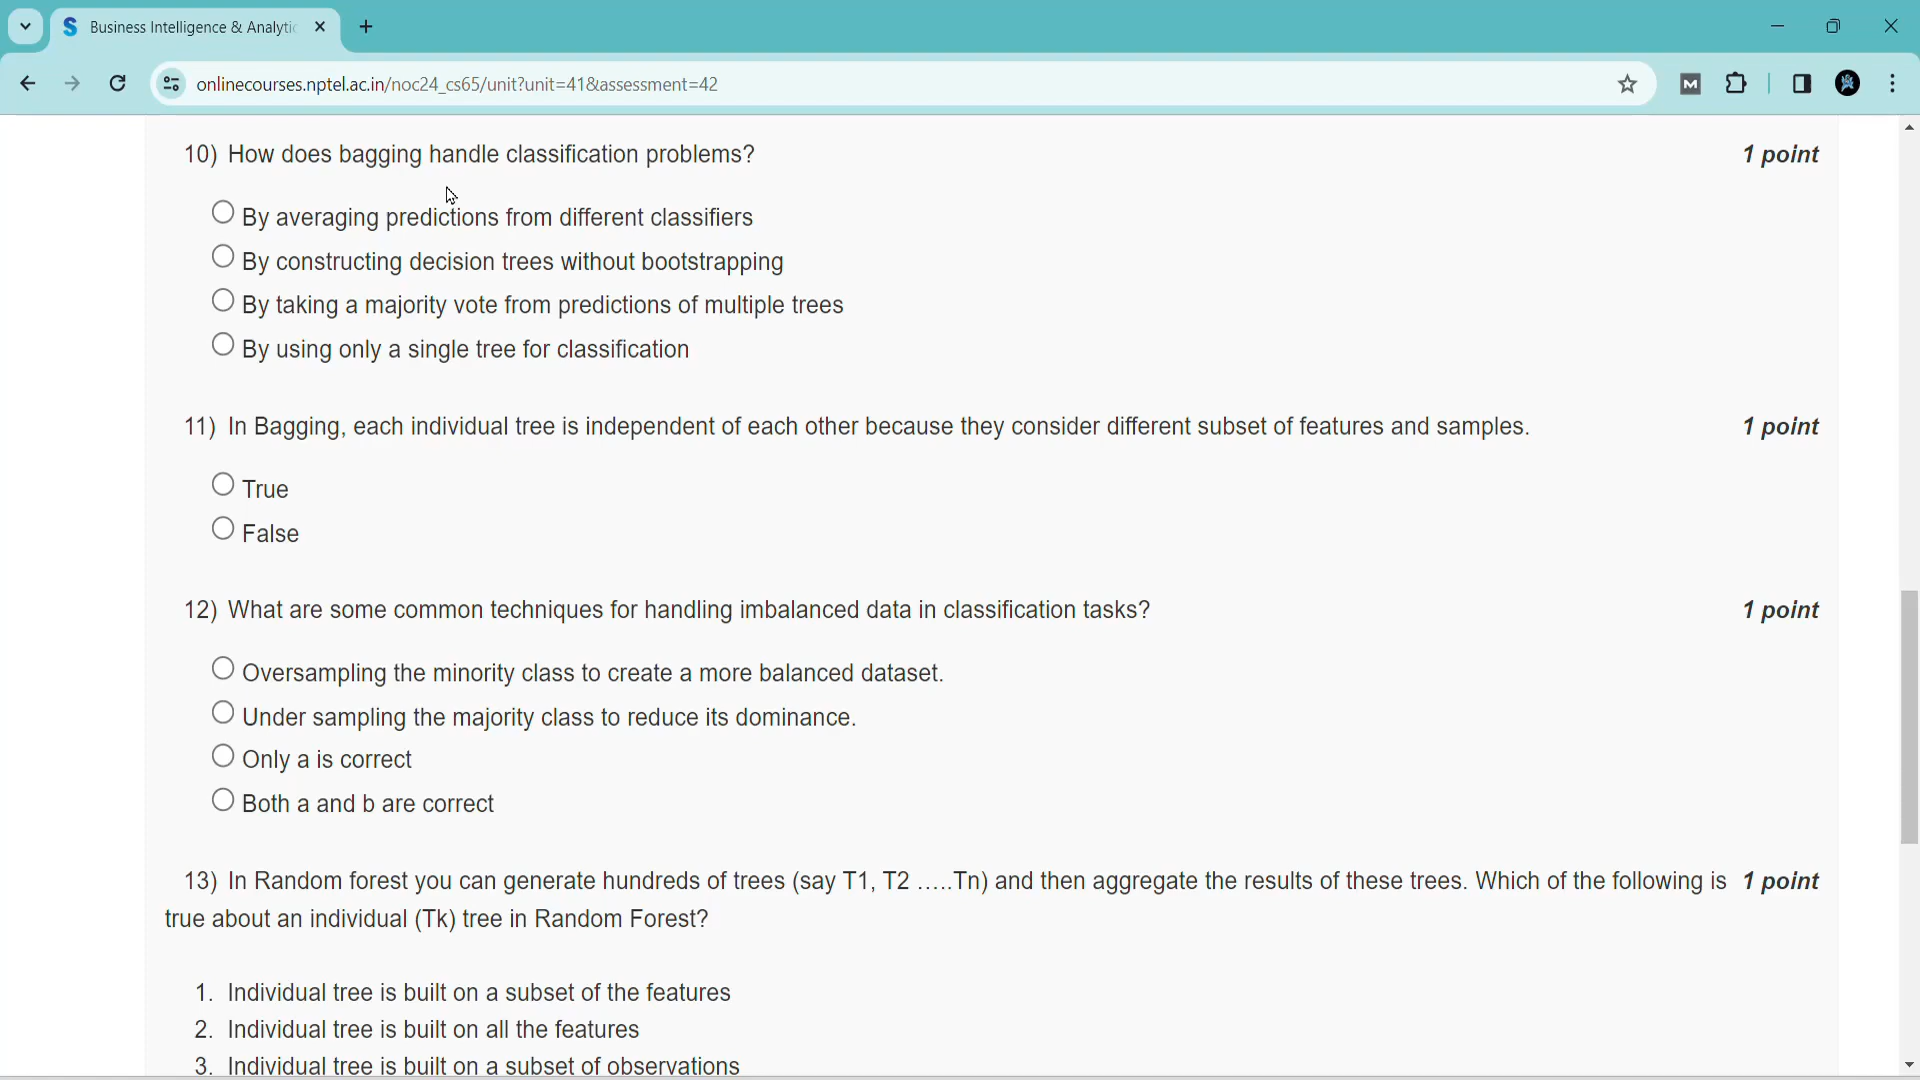 Business Intelligence & Analytic
onlinecourses.nptel.ac.in/noc24_cs65/unit?unit=41&assessment=42
10) How does bagging handle classification problems? 1 point
By averaging predictions from different classifiers
By constructing decision trees without bootstrapping
By taking a majority vote from predictions of multiple trees
By using only a single tree for classification
11) In Bagging, each individual tree is independent of each other because they consider different subset of features and samples. 1 point
True
False
12) What are some common techniques for handling imbalanced data in classification tasks? 1 point
Oversampling the minority class to create a more balanced dataset.
Under sampling the majority class to reduce its dominance.
Only a is correct
Both a and b are correct
13) In Random forest you can generate hundreds of trees (say T1, T2 .....Tn) and then aggregate the results of these trees. Which of the following is 1 point
true about an individual (Tk) tree in Random Forest?
1. Individual tree is built on a subset of the features
2. Individual tree is built on all the features
3. Individual tree is built on a subset of observations